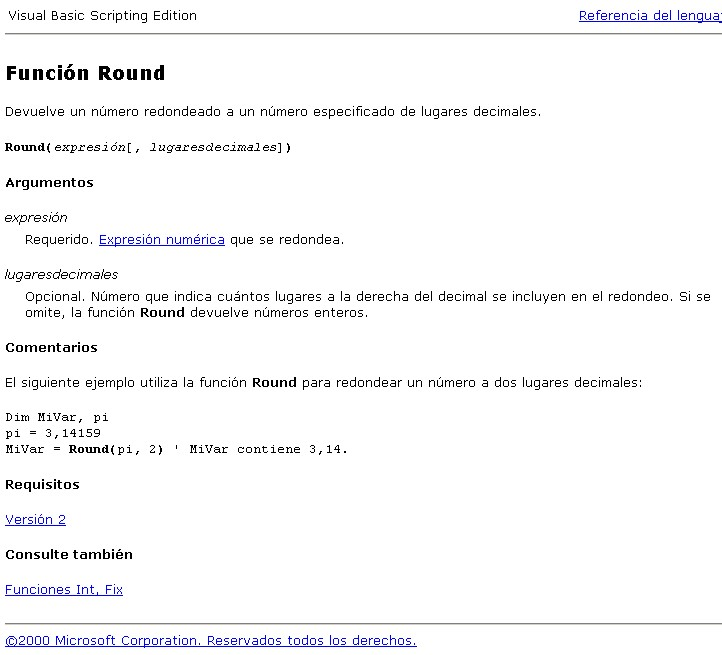 Visual Basic Scripting Edition
Referencia del lengua
Función Round
Devuelve un número redondeado a un número especificado de lugares decimales.
Round(expresión[, lugaresdecimales])
Argumentos
expresión
Requerido. Expresión numérica que se redondea.
lugaresdecimales
Opcional. Número que indica cuántos lugares a la derecha del decimal se incluyen en el redondeo. Si se
omite, la función Round devuelve números enteros.
Comentarios
El siguiente ejemplo utiliza la función Round para redondear un número a dos lugares decimales:
Dim MiVar, pi
pi = 3,14159
MiVar = Round(pi, 2) ' MiVar contiene 3,14.
Requisitos
Versión 2
Consulte también
Funciones Int, Fix
©2000 Microsoft Corporation. Reservados todos los derechos.